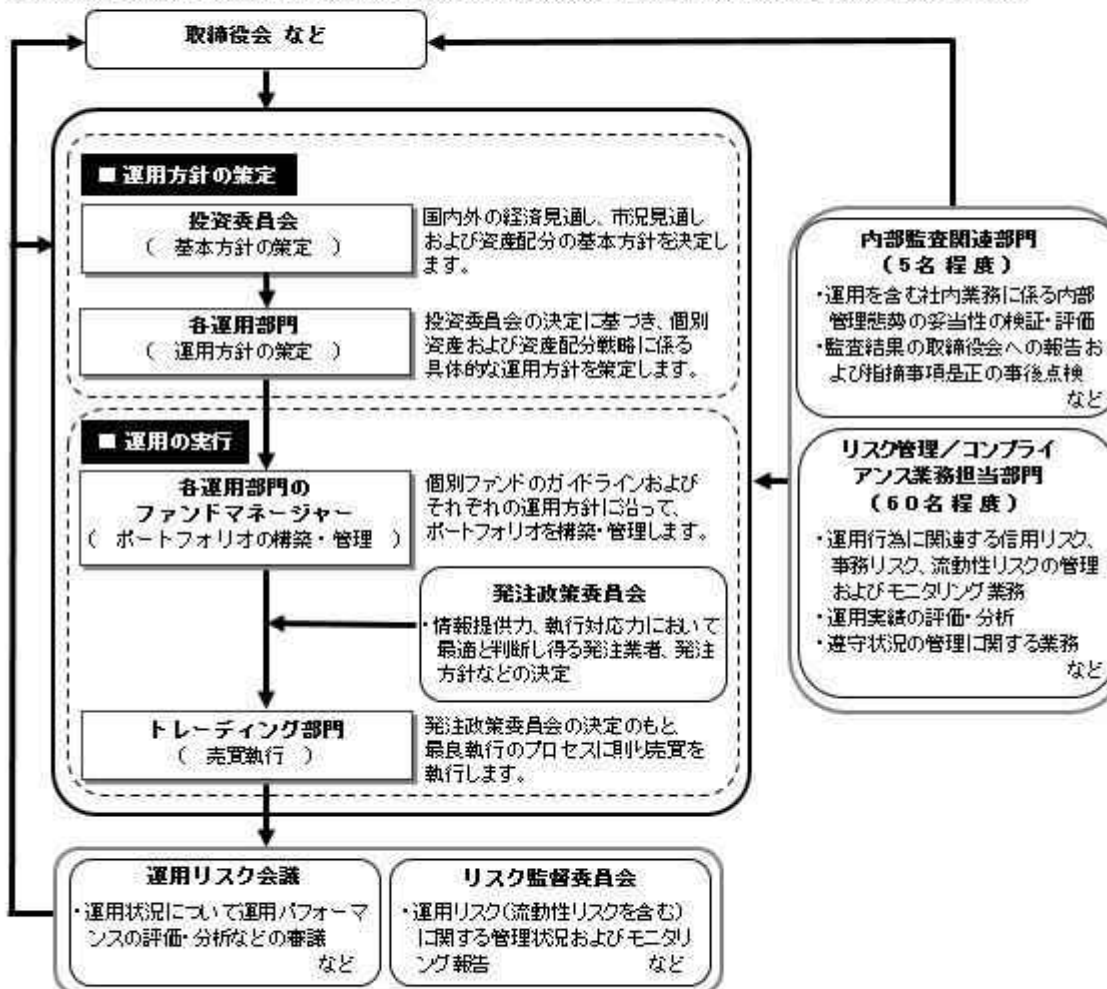 取締役会 など
■ 運用方針の策定
投資委員会
( 基本方針の策定 )
国内外の経済見通し、市況見通し
および資産配分の基本方針を決定し
ます。
各運用部門
( 運用方針の策定 )
投資委員会の決定に基づき、個別
資産および資産配分戦略に係る
具体的な運用方針を策定します。
■ 運用の実行
各運用部門の
ファンドマネージャー
( ポートフォリオの構築・管理 )
個別ファンドのガイドラインおよび
それぞれの運用方針に沿って、
ポートフォリオを構築・管理します。
発注政策委員会
・情報提供力、執行対応力において
最適と判断し得る発注業者、発注
方針などの決定
トレーディング部門
( 売買執行 )
発注政策委員会の決定のもと
最良執行のプロセスに則り売買を
執行します。
内部監査関連部門
(5名程度)
・運用を含む社内業務に係る内部
管理態勢の妥当性の検証・評価
・監査結果の取締役会への報告お
よび指摘事項是正の事後点検
など
リスク管理/コンプライ
アンス業務担当部門
(60名程度)
・運用行為に関連する信用リスク、
事務リスク、流動性リスクの管理
およびモニタリング業務
・運用実績の評価・分析
・遵守状況の管理に関する業務
など
運用リスク会議
・運用状況について運用パフォーマ
ンスの評価・分析などの審議
など
リスク監督委員会
・運用リスク(流動性リスクを含む)
に関する管理状況およびモニタリ
ング報告 など